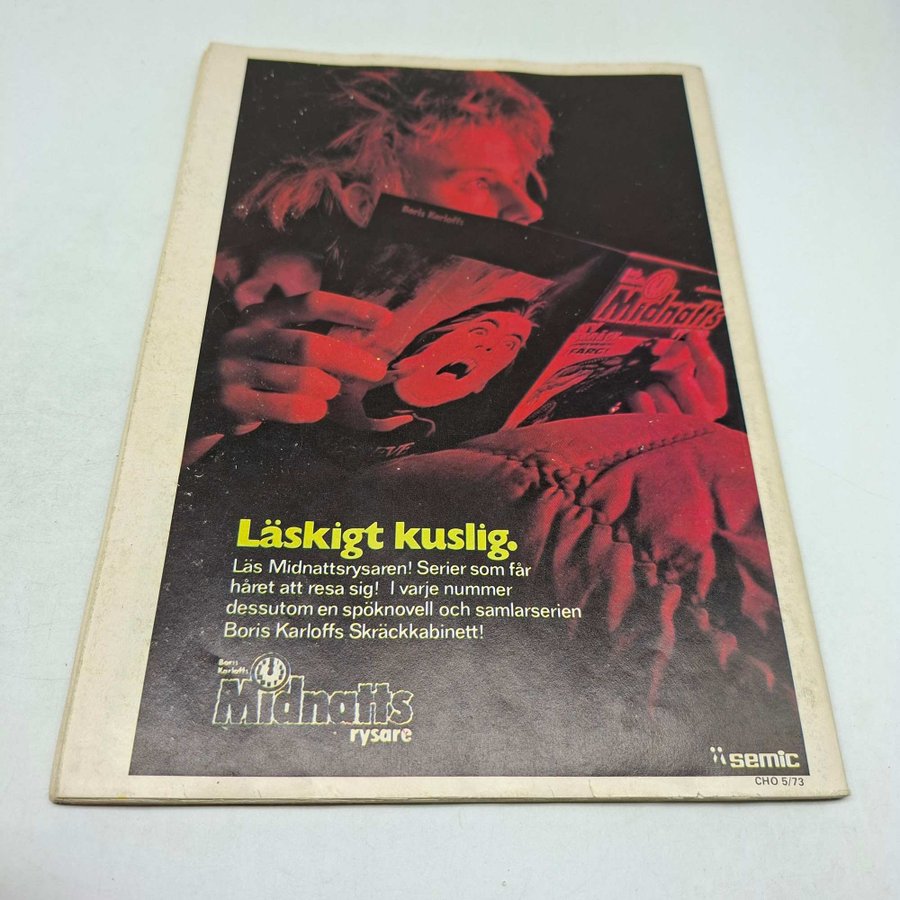 Boris Karloffs
Midnatts
FÄRG!
Läskigt kuslig.
Läs Midnattsrysaren! Serier som får
håret att resa sig! I varje nummer
dessutom en spöknovell och samlarserien
Boris Karloffs Skräckkabinett!
Boris
Karloffs
Midnatts
rysare
semic
CHO 5/73